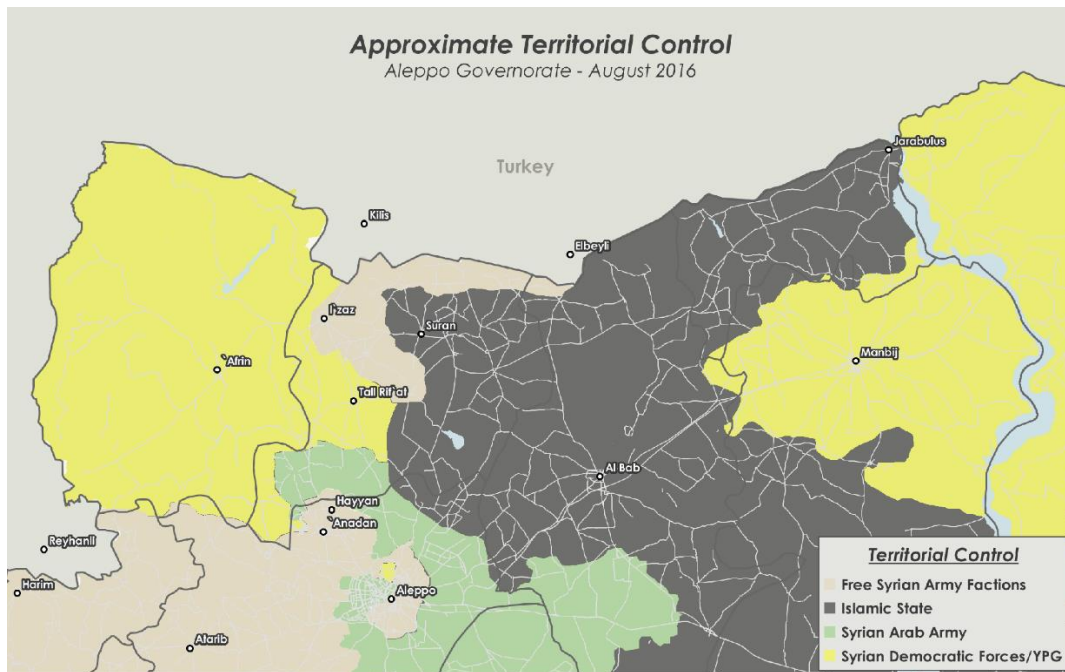 Approximate Territorial Control
Aleppo Governorate - August 2016
Jarabulus
Turkey
Kilis
Elbeyli
I`zaz
Suran
Manbij
`Afrin
Tall Rif`at
Al Bab
Hayyan
`Anadan
Reyhanli
Harim
Aleppo
Atarib
Territorial Control
Free Syrian Army Factions
Islamic State
Syrian Arab Army
Syrian Democratic Forces/YPG